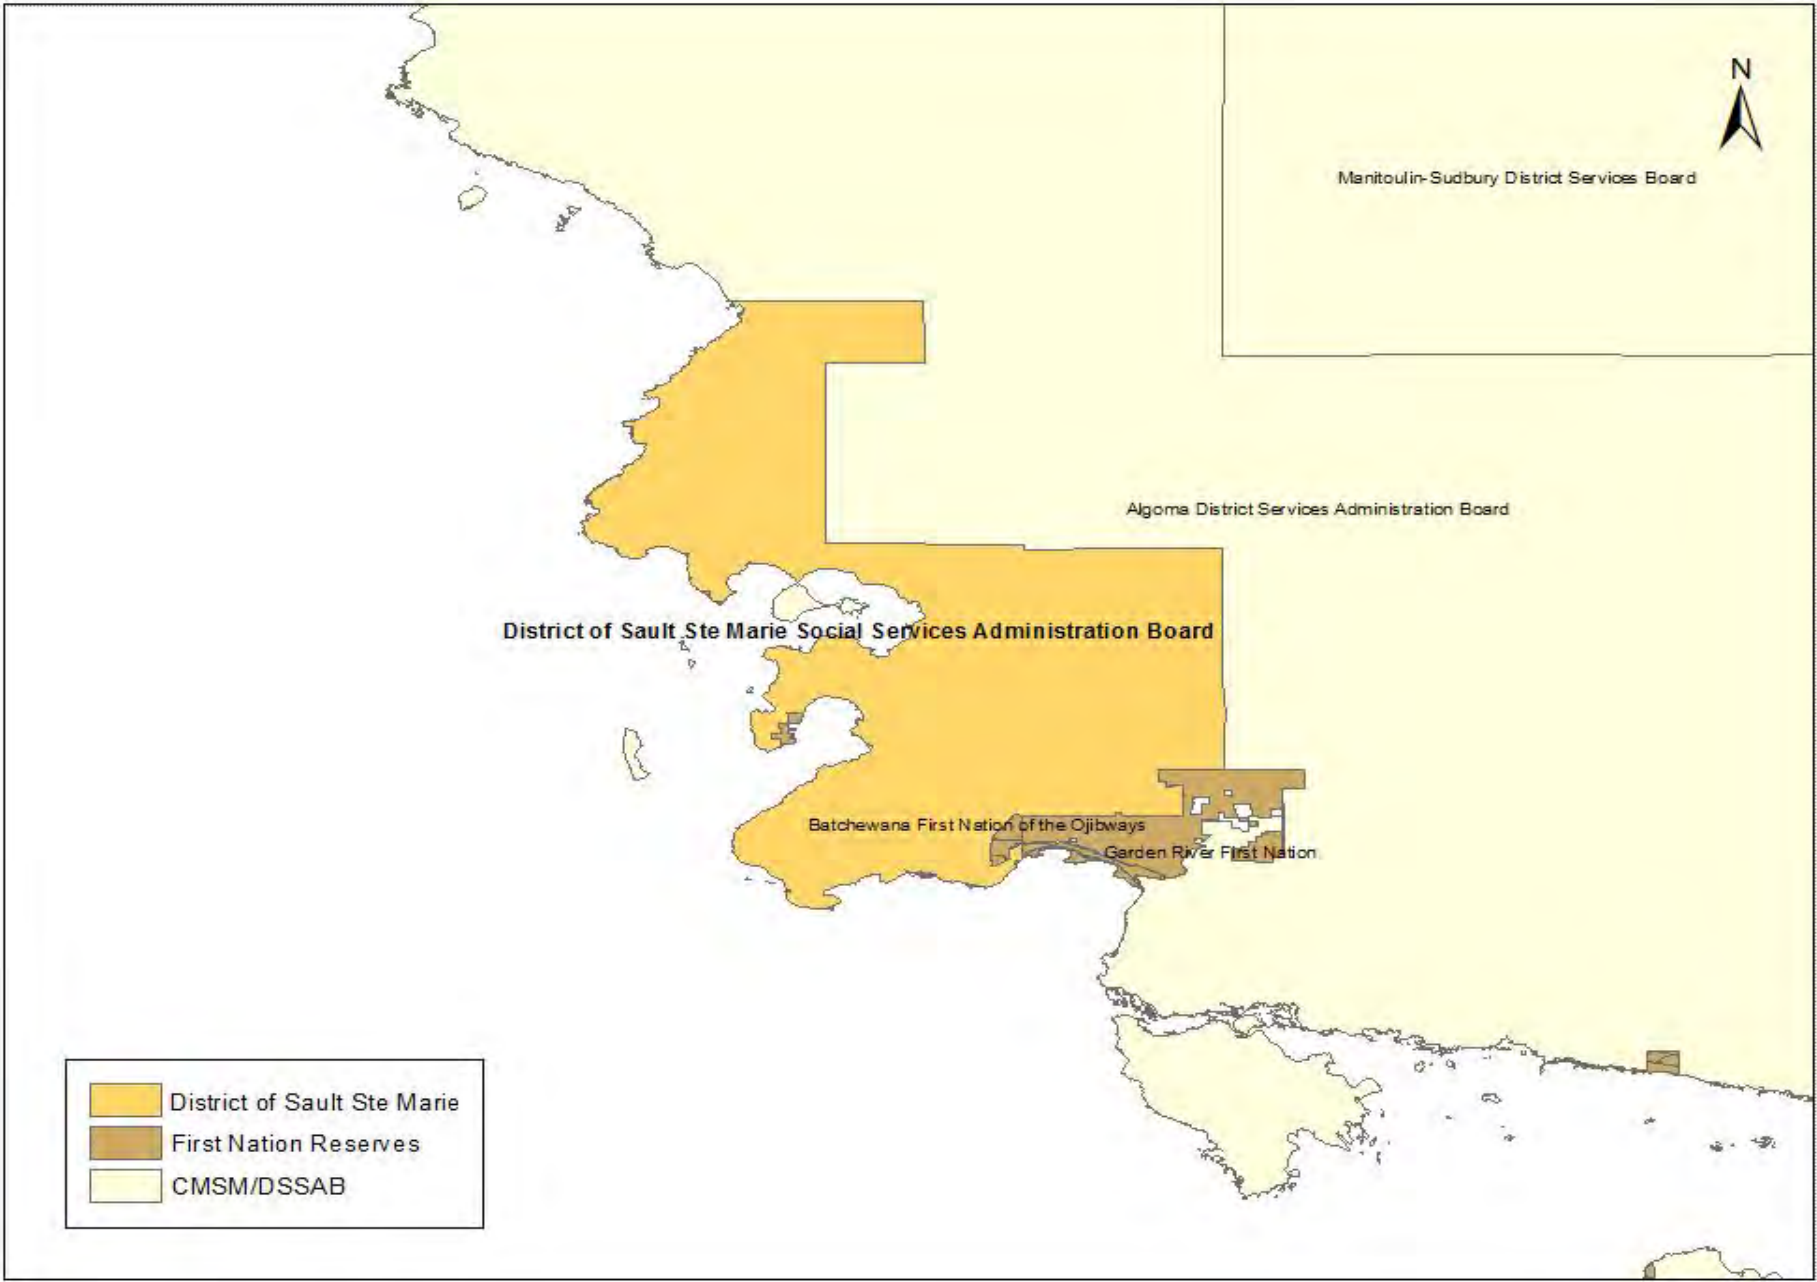 N
Manitoulin-Sudbury District Services Board
Algoma District Services Administration Board
District of Sault Ste Marie Social Services Administration Board
Batchewana First Nation of the Ojibways
Garden River First Nation
District of Sault Ste Marie
First Nation Reserves
CMSM/DSSAB